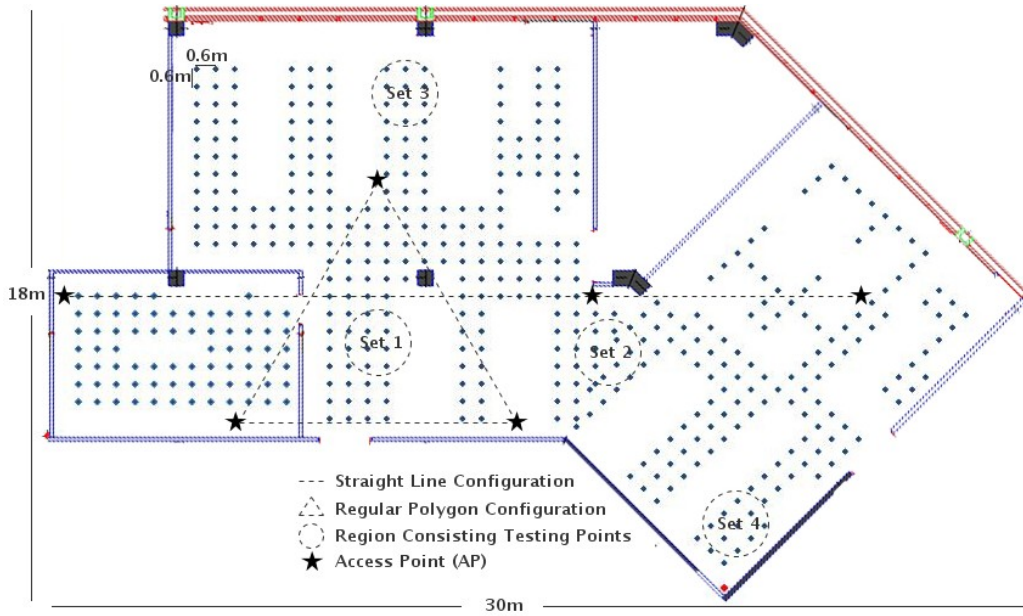 0.6m
0.6m
Set 3
18m
Set 1
Set 2
Straight Line Configuration
Regular Polygon Configuration
Region Consisting Testing Points
Access Point (AP)
Set 4
30m